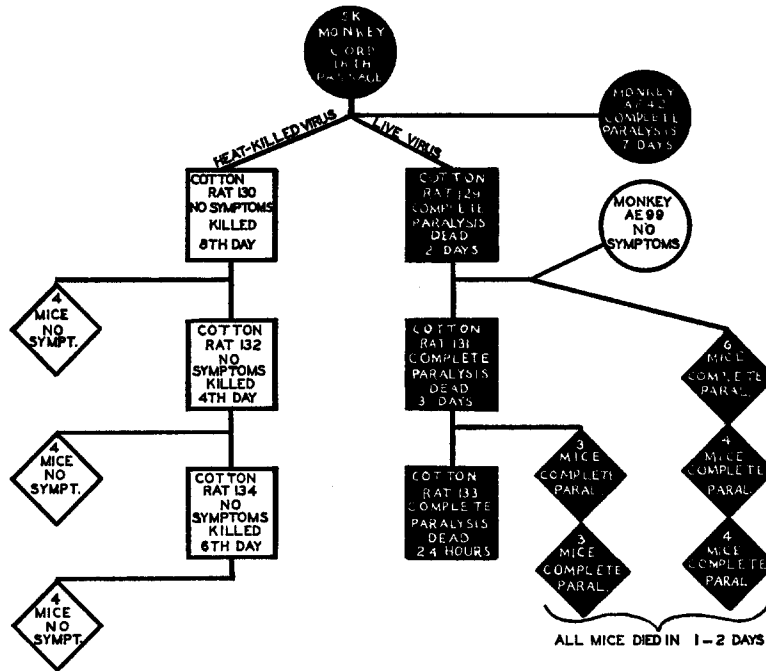 SK
MONKEY
CORD
18TH
PASSAGE
MONKEY
COMPLETE
PARALYSIS
7 DAYS
HEAT-KILLED VIRUS
LIVE VIRUS
COTTON
RAT 130
NO SYMPTOMS
KILLED
8TH DAY
COTTON
RAT 129
COMPLETE
PARALYSIS
DEAD
2 DAYS
MONKEY
AE 99
NO
SYMPTOMS
4
MICE
NO
SYMPT.
COTTON
RAT 132
NO
SYMPTOMS
KILLED
4TH DAY
COTTON
RAT 131
COMPLETE
PARALYSIS
DEAD
3 DAYS
6
MICE
COMPLETE
PARAL.
4
MICE
NO
SYMPT.
COTTON
RAT 134
NO
SYMPTOMS
KILLED
6TH DAY
COTTON
RAT 133
COMPLETE
PARALYSIS
DEAD
24 HOURS
3
MICE
COMPLETE
PARAL.
4
MICE
COMPLETE
PARAL.
3
MICE
COMPLETE
PARAL.
4
MICE
COMPLETE
PARAL.
4
MICE
NO
SYMPT.
ALL MICE DIED IN 1-2 DAYS